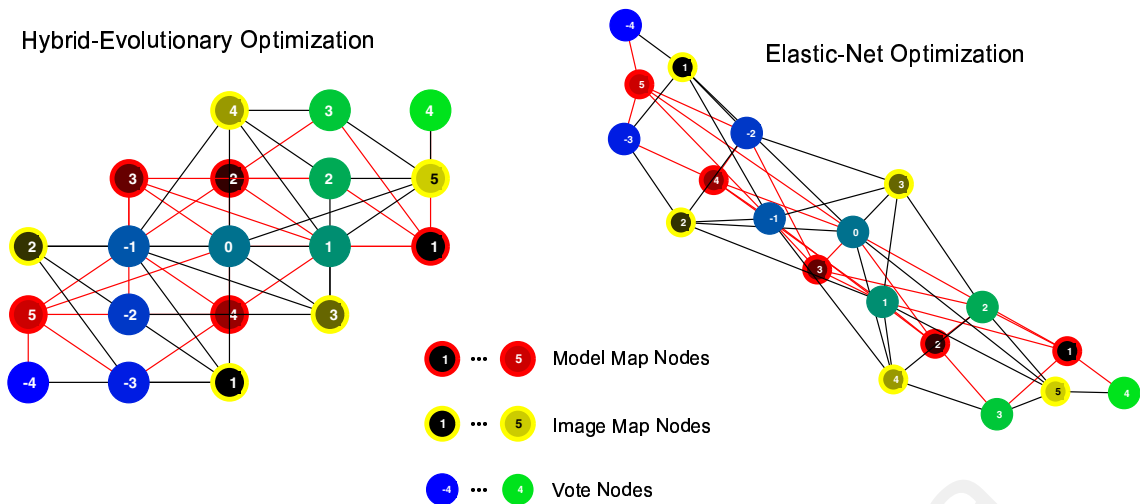 Hybrid-Evolutionary Optimization
4 3 4
3 2 2 5
2 -1 0 1 1
5 -2 4 3
-4 -3 1
Elastic-Net Optimization
-4
1
5
-2
-3
4
3
2
-1
0
3
1
2
2
1
4
5
4
3
1 ... 5 Model Map Nodes
1 ... 5 Image Map Nodes
-4 ... 4 Vote Nodes